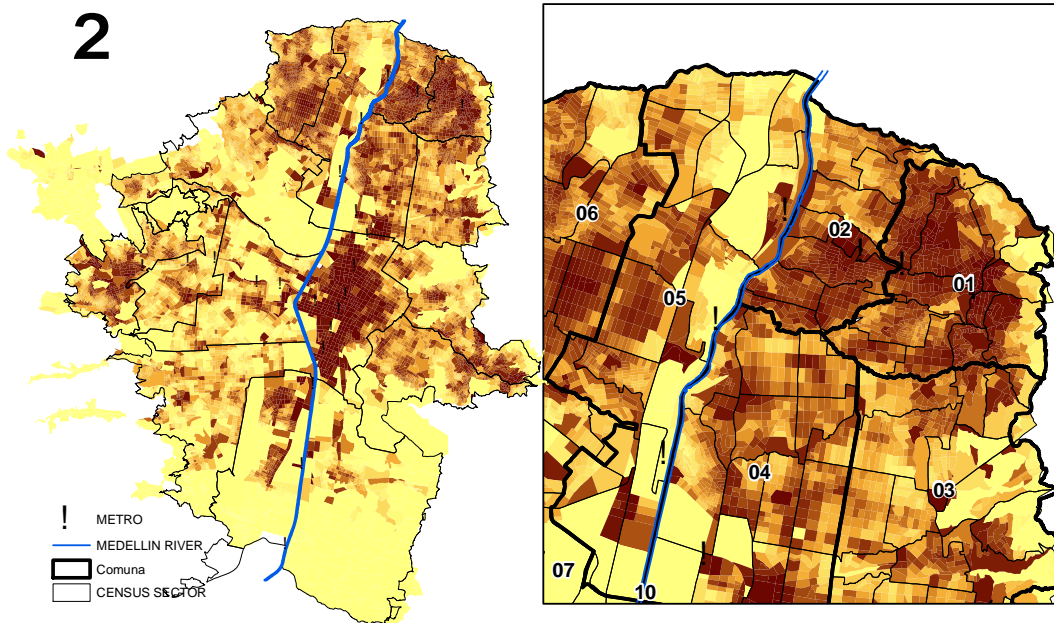 2
! METRO
MEDELLIN RIVER
Comuna
CENSUS SECTOR
06
02
01
05
04
03
07
10